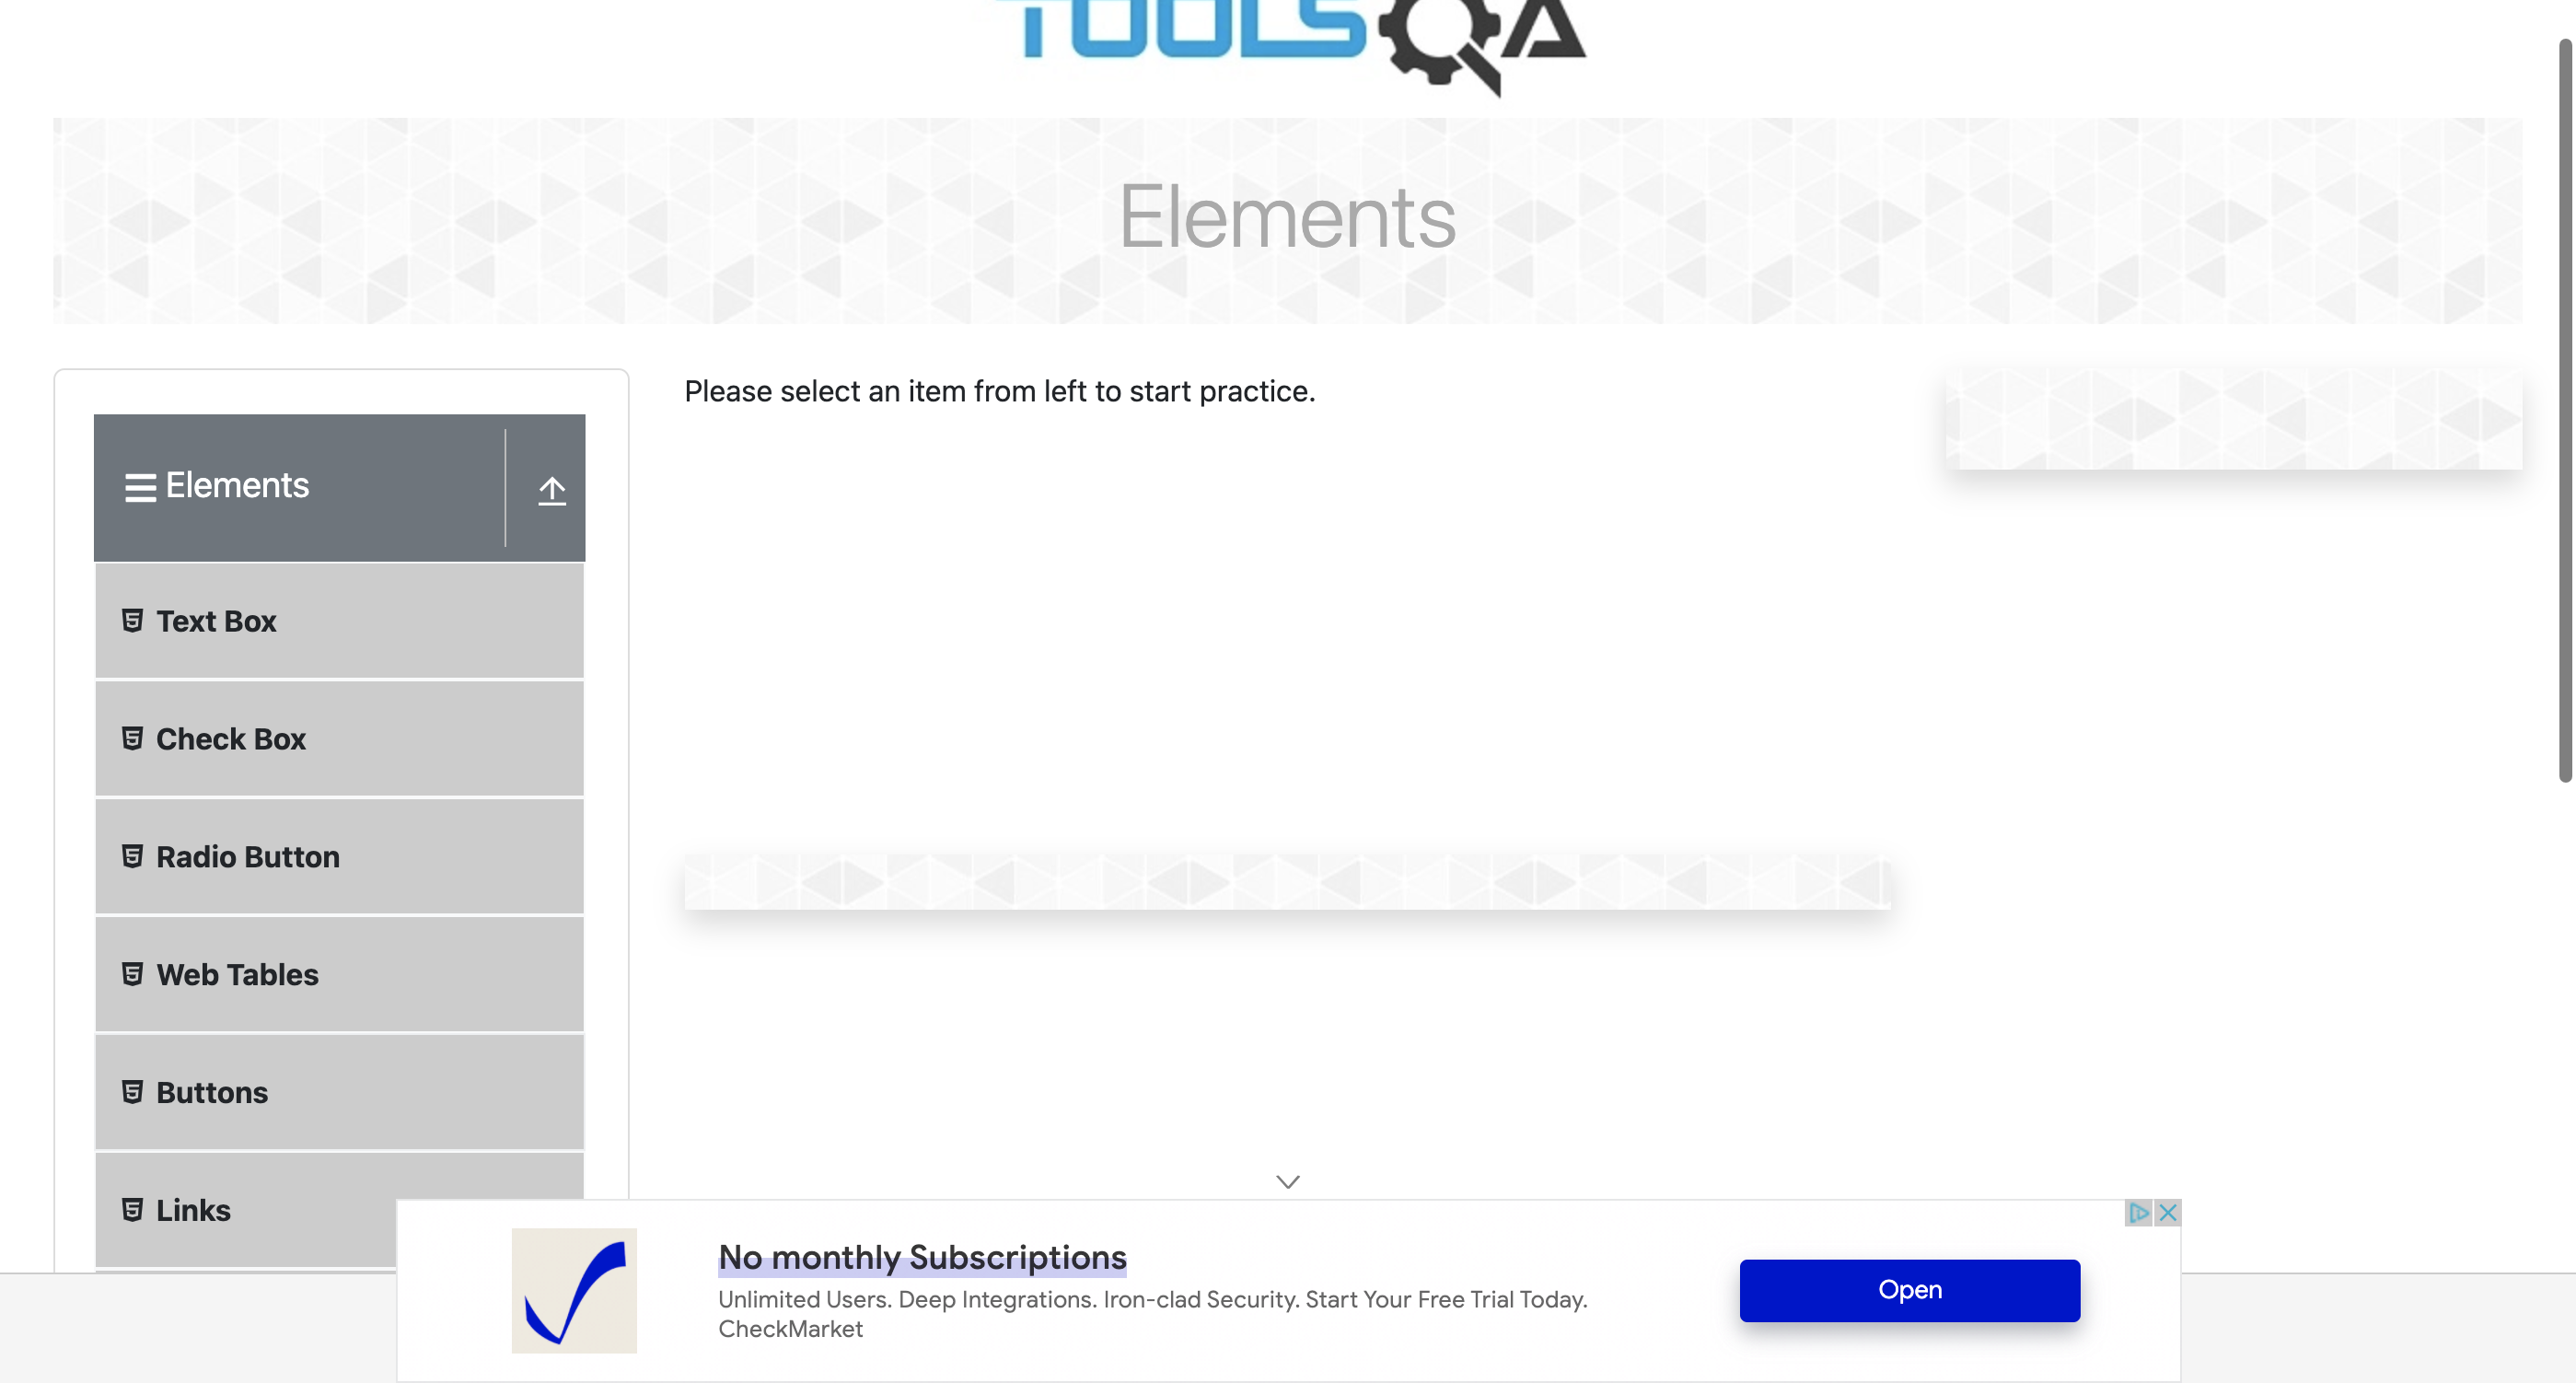 TOOLSQA
Elements
Please select an item from left to start practice.
Elements
Text Box
Check Box
Radio Button
Web Tables
Buttons
Links
No monthly Subscriptions
Unlimited Users. Deep Integrations. Iron-clad Security. Start Your Free Trial Today.
CheckMarket
Open